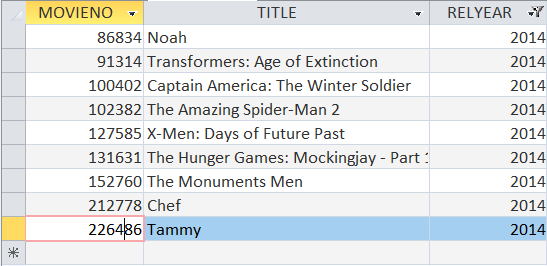 MOVIENO TITLE RELYEAR
86834 Noah 2014
91314 Transformers: Age of Extinction 2014
100402 Captain America: The Winter Soldier 2014
102382 The Amazing Spider-Man 2 2014
127585 X-Men: Days of Future Past 2014
131631 The Hunger Games: Mockingjay - Part 1 2014
152760 The Monuments Men 2014
212778 Chef 2014
226486 Tammy 2014